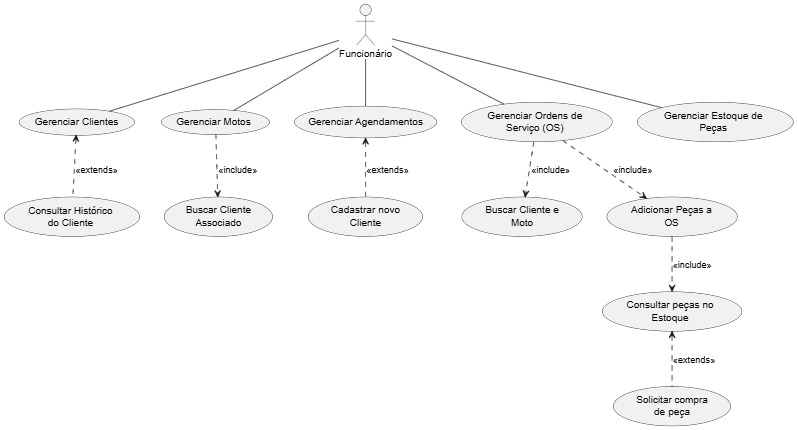 Funcionário
Gerenciar Clientes
Gerenciar Motos
Gerenciar Agendamentos
Gerenciar Ordens de
Serviço (OS)
Gerenciar Estoque de
Peças
«extends»
«include»
«extends»
«include»
«include»
Consultar Histórico
do Cliente
Buscar Cliente
Associado
Cadastrar novo
Cliente
Buscar Cliente e
Moto
Adicionar Peças a
OS
«include»
Consultar peças no
Estoque
«extends»
Solicitar compra
de peça